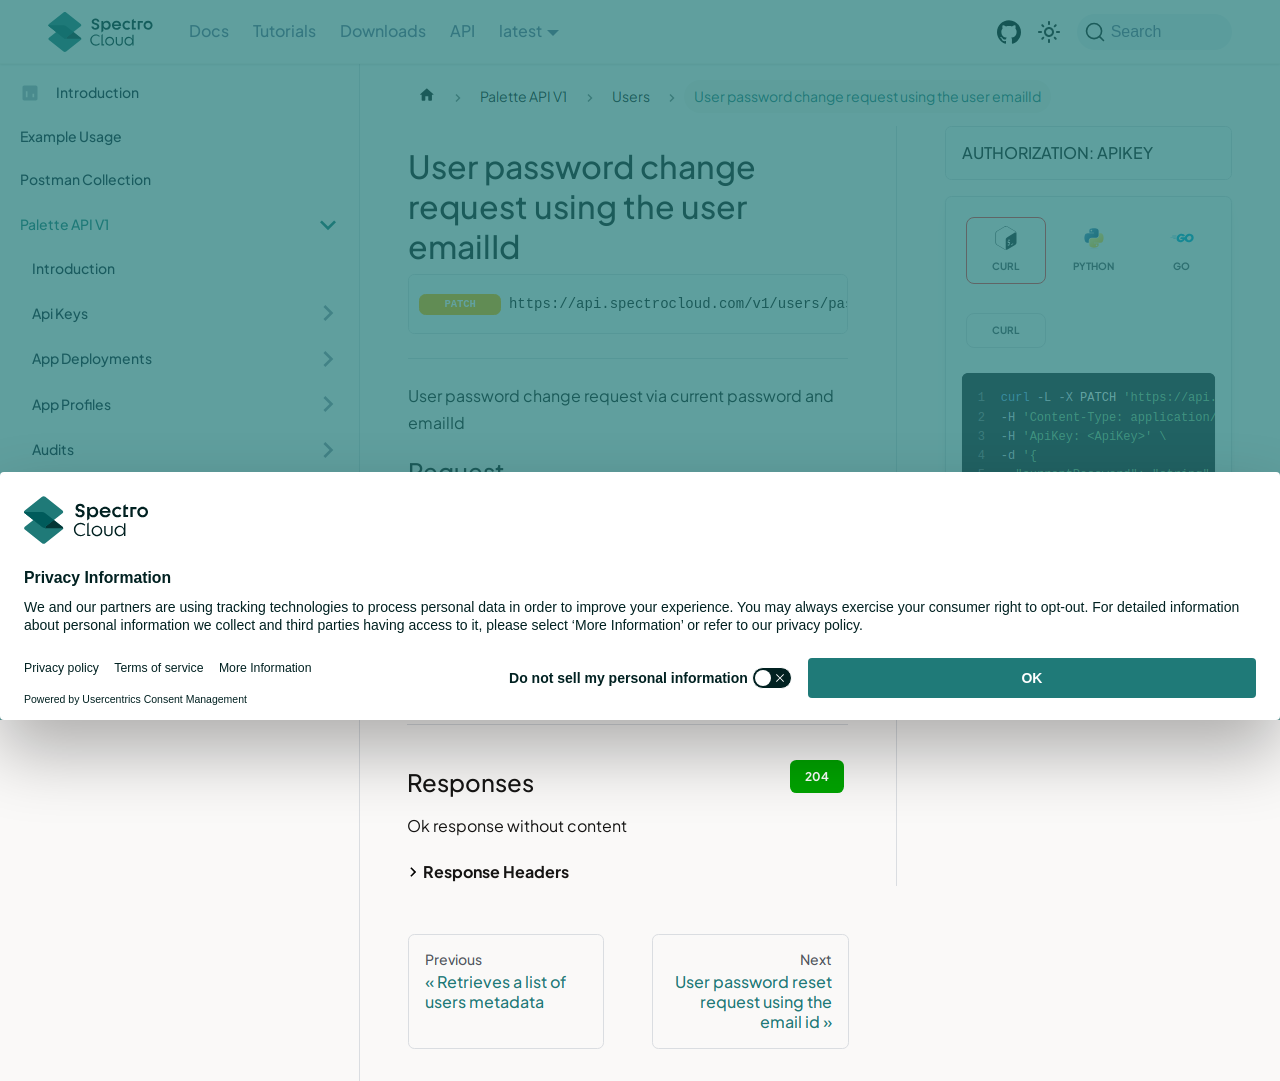 Spectro Cloud
Docs
Tutorials
Downloads
API
latest
Search
Introduction
Example Usage
Postman Collection
Palette API V1
Introduction
Api Keys
App Deployments
App Profiles
Audits
Palette API V1
Users
User password change request using the user emailId
User password change
request using the user
emailId
PATCH
https://api.spectrocloud.com/v1/users/pas
User password change request via current password and
emailId
Request
AUTHORIZATION: APIKEY
CURL
PYTHON
GO
CURL
1 curl -L -X PATCH 'https://api.
2 -H 'Content-Type: application/
3 -H 'ApiKey: <ApiKey>' \
4 -d '{
Spectro
Cloud
Privacy Information
We and our partners are using tracking technologies to process personal data in order to improve your experience. You may always exercise your consumer right to opt-out. For detailed information
about personal information we collect and third parties having access to it, please select ‘More Information’ or refer to our privacy policy.
Privacy policy
Terms of service
More Information
Powered by Usercentrics Consent Management
Do not sell my personal information
OK
Responses
204
Ok response without content
Response Headers
Previous
« Retrieves a list of
users metadata
Next
User password reset
request using the
email id »